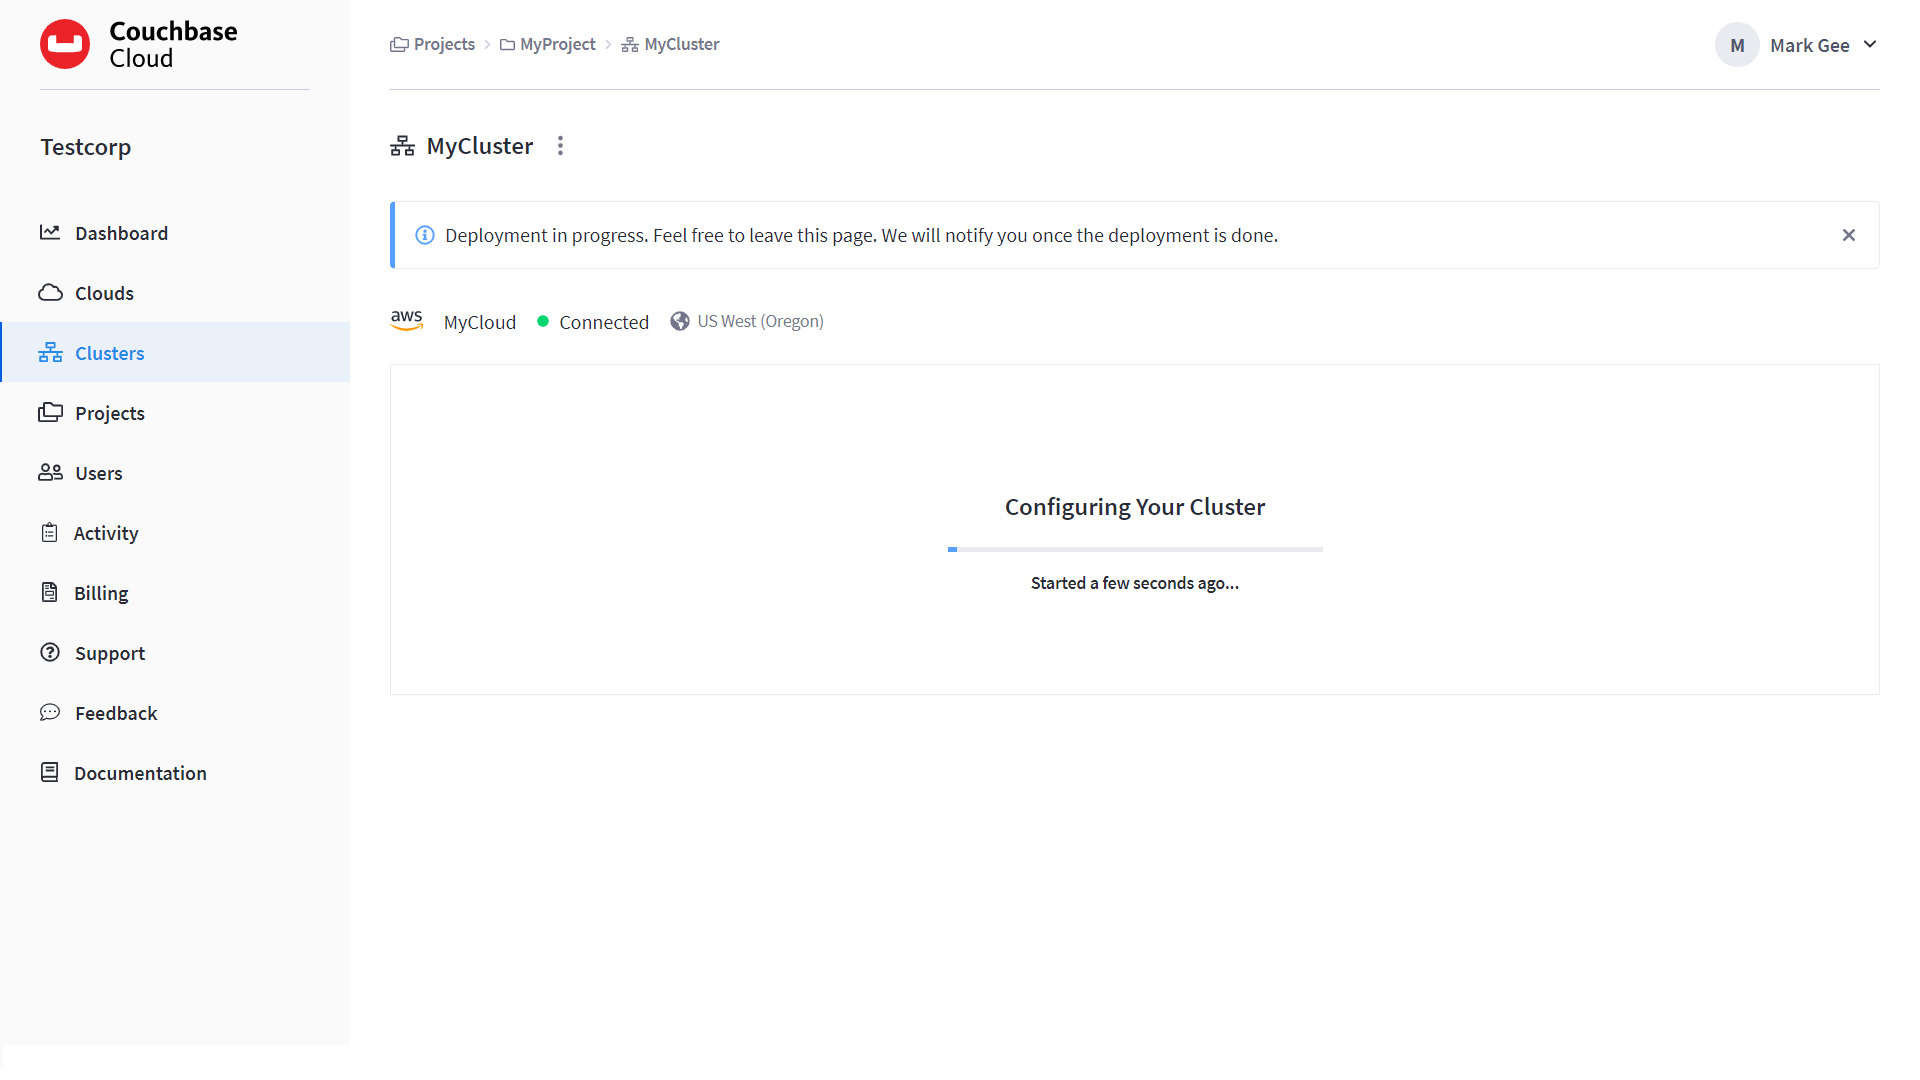 Couchbase
Cloud
Projects MyProject MyCluster
M Mark Gee
Testcorp
Dashboard
Clouds
Clusters
Projects
Users
Activity
Billing
Support
Feedback
Documentation
MyCluster
Deployment in progress. Feel free to leave this page. We will notify you once the deployment is done.
aws MyCloud Connected US West (Oregon)
Configuring Your Cluster
Started a few seconds ago...